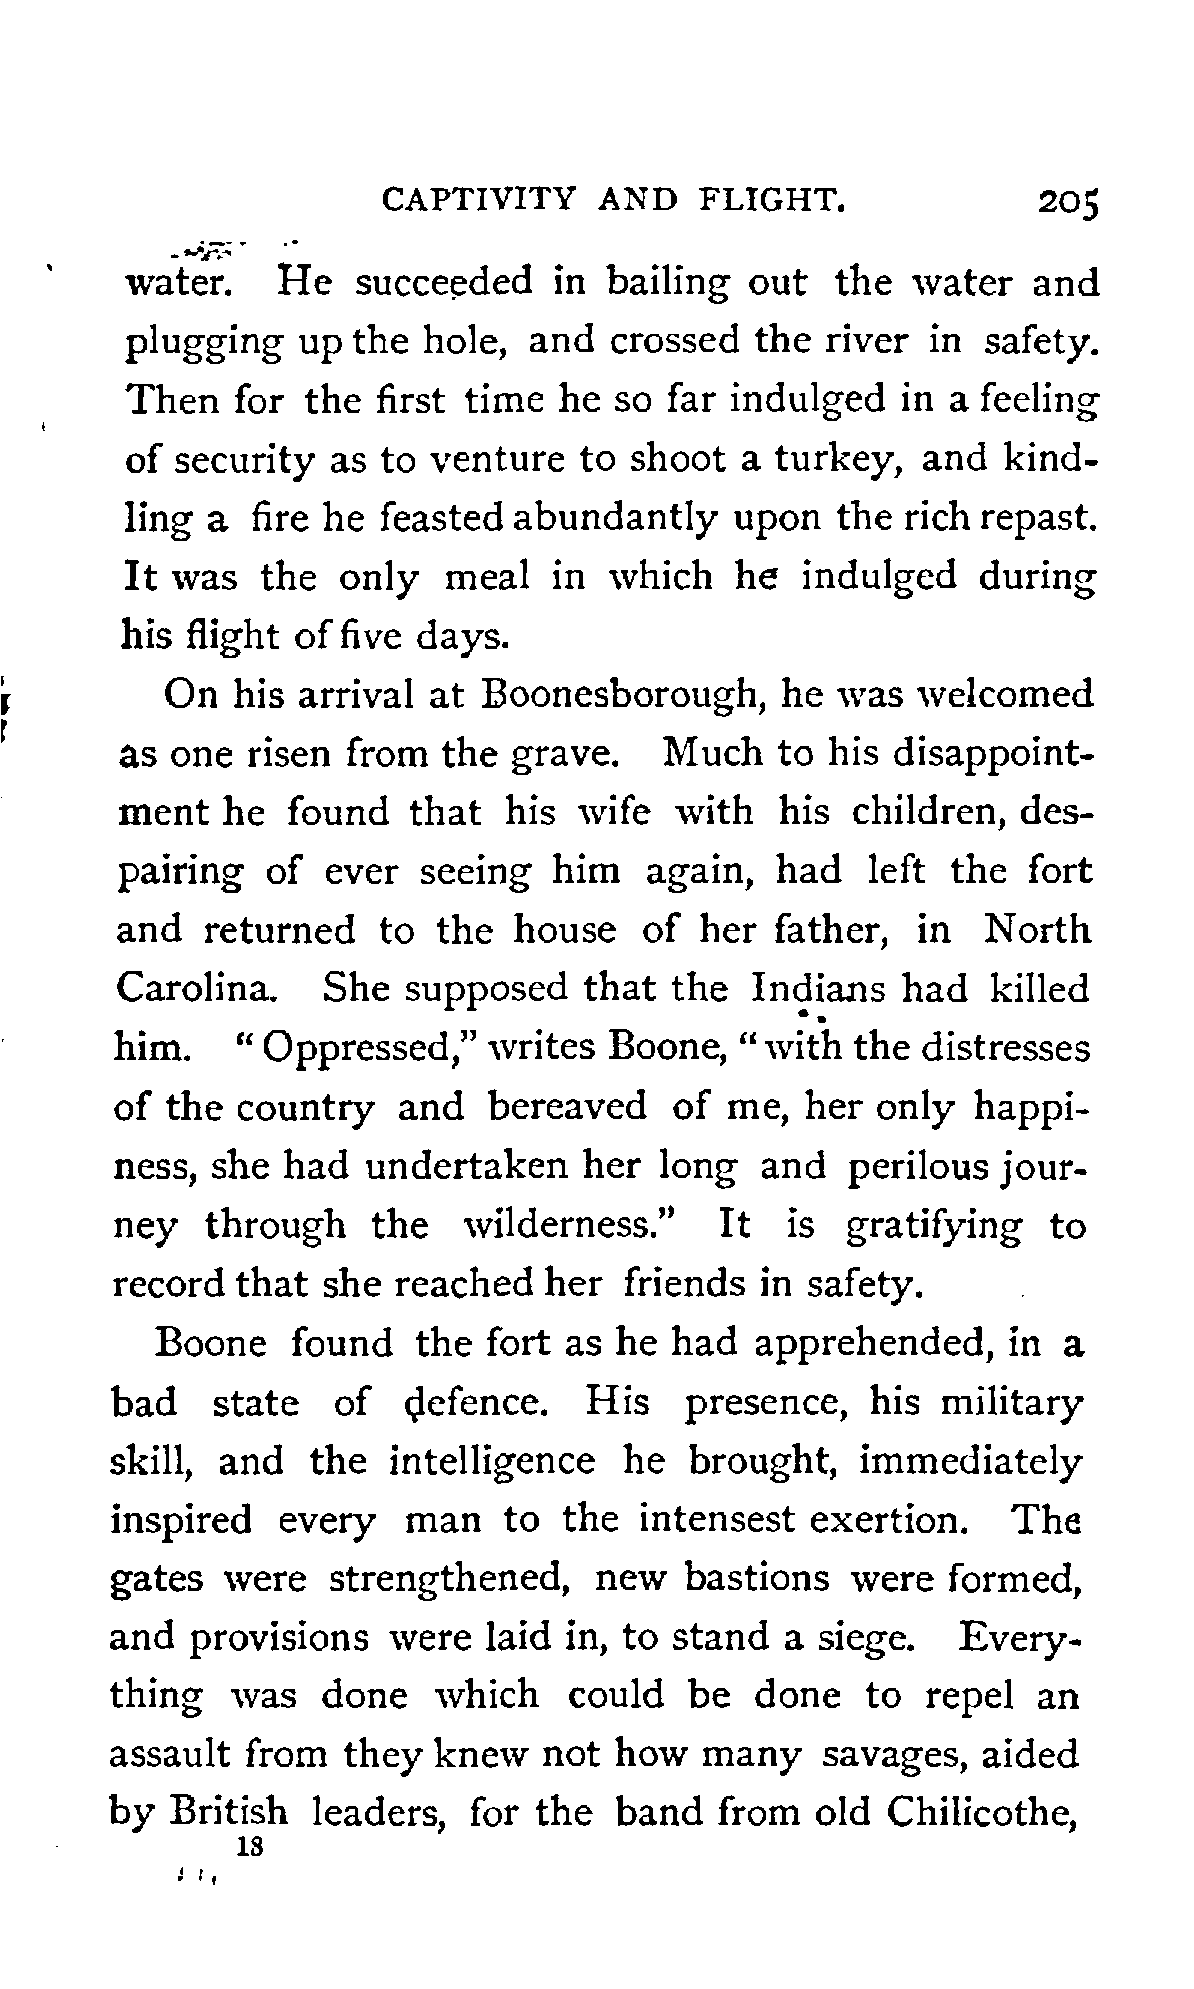 CAPTIVITY AND FLIGHT. 205
water. He succeeded in bailing out the water and
plugging up the hole, and crossed the river in safety.
Then for the first time he so far indulged in a feeling
of security as to venture to shoot a turkey, and kind-
ling a fire he feasted abundantly upon the rich repast.
It was the only meal in which he indulged during
his flight of five days.
On his arrival at Boonesborough, he was welcomed
as one risen from the grave. Much to his disappoint-
ment he found that his wife with his children, des-
pairing of ever seeing him again, had left the fort
and returned to the house of her father, in North
Carolina. She supposed that the Indians had killed
him. "Oppressed," writes Boone, "with the distresses
of the country and bereaved of me, her only happi-
ness, she had undertaken her long and perilous jour-
ney through the wilderness." It is gratifying to
record that she reached her friends in safety.
Boone found the fort as he had apprehended, in a
bad state of defence. His presence, his military
skill, and the intelligence he brought, immediately
inspired every man to the intensest exertion. The
gates were strengthened, new bastions were formed,
and provisions were laid in, to stand a siege. Every-
thing was done which could be done to repel an
assault from they knew not how many savages, aided
by British leaders, for the band from old Chilicothe,
18